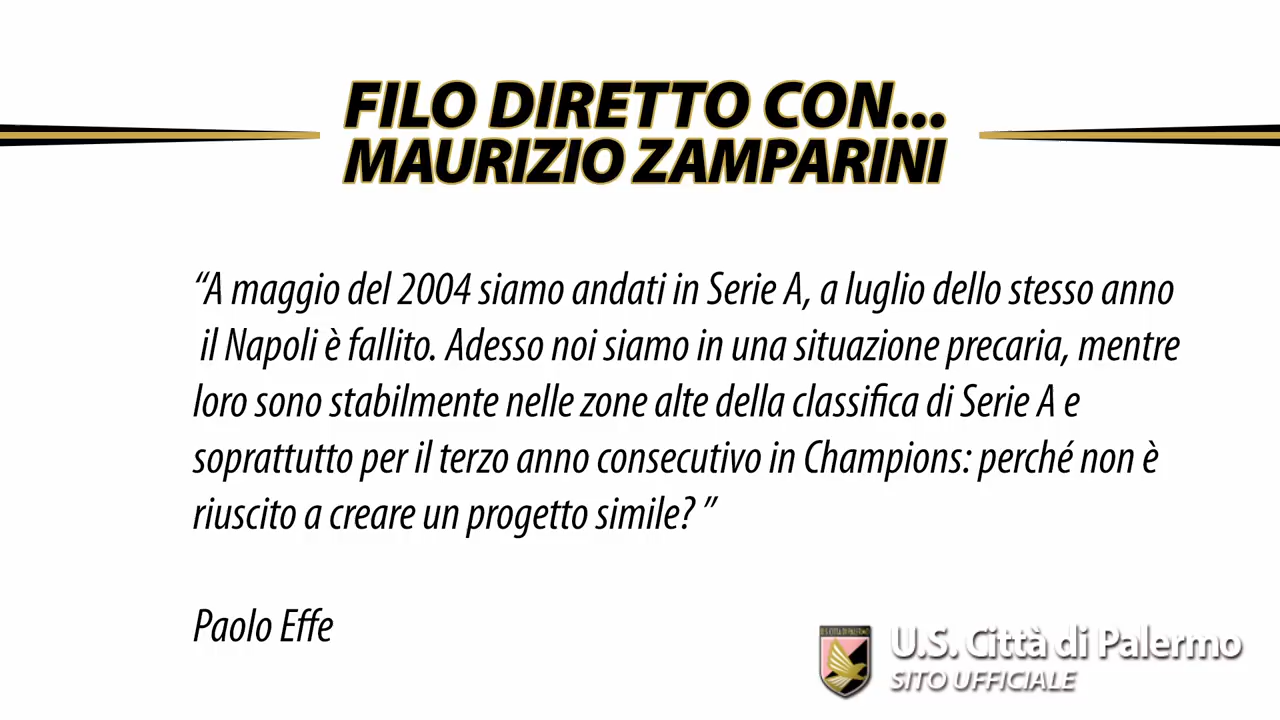 FILO DIRETTO CON...
MAURIZIO ZAMPARINI
“A maggio del 2004 siamo andati in Serie A, a luglio dello stesso anno
il Napoli è fallito. Adesso noi siamo in una situazione precaria, mentre
loro sono stabilmente nelle zone alte della classifica di Serie A e
soprattutto per il terzo anno consecutivo in Champions: perché non è
riuscito a creare un progetto simile? ”
Paolo Effe
U.S. CITTÀ DI PALERMO
U.S. Città di Palermo
SITO UFFICIALE